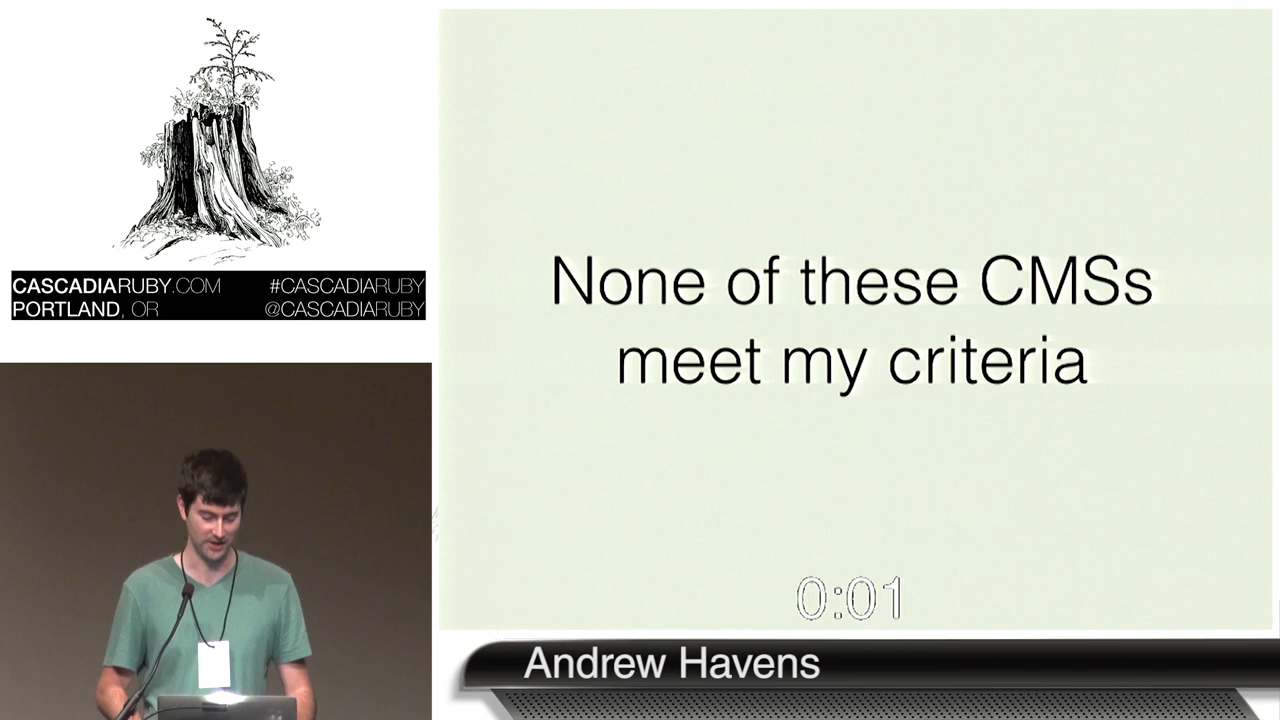 CASCADIARUBY.COM #CASCADIARUBY
PORTLAND, OR @CASCADIARUBY
None of these CMSs
meet my criteria
0:01
Andrew Havens